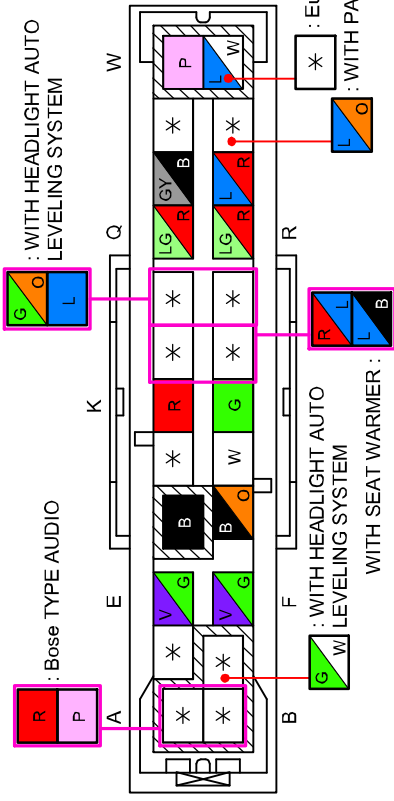 R
P
: Bose TYPE AUDIO
G O
L
: WITH HEADLIGHT AUTO
LEVELING SYSTEM
A E K Q W
* * V G B * R * * LG R GY B * P
* * V G B O W G * * LG R L R * L W
B F R
G W
: WITH HEADLIGHT AUTO
LEVELING SYSTEM
WITH SEAT WARMER :
R L
L B
L O
: WITH
*
: